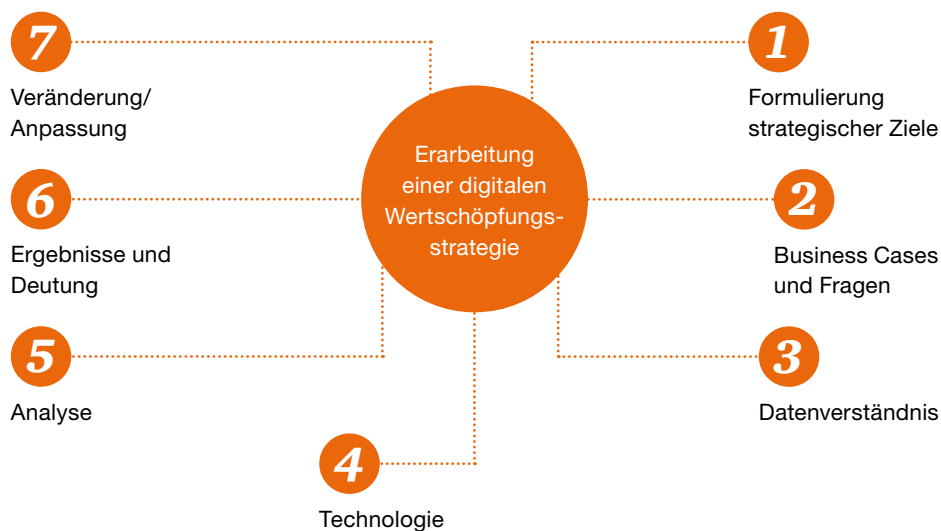 7
Veränderung/
Anpassung
1
Formulierung
strategischer Ziele
Erarbeitung
einer digitalen
Wertschöpfungs-
strategie
6
Ergebnisse und
Deutung
2
Business Cases
und Fragen
5
Analyse
3
Datenverständnis
4
Technologie